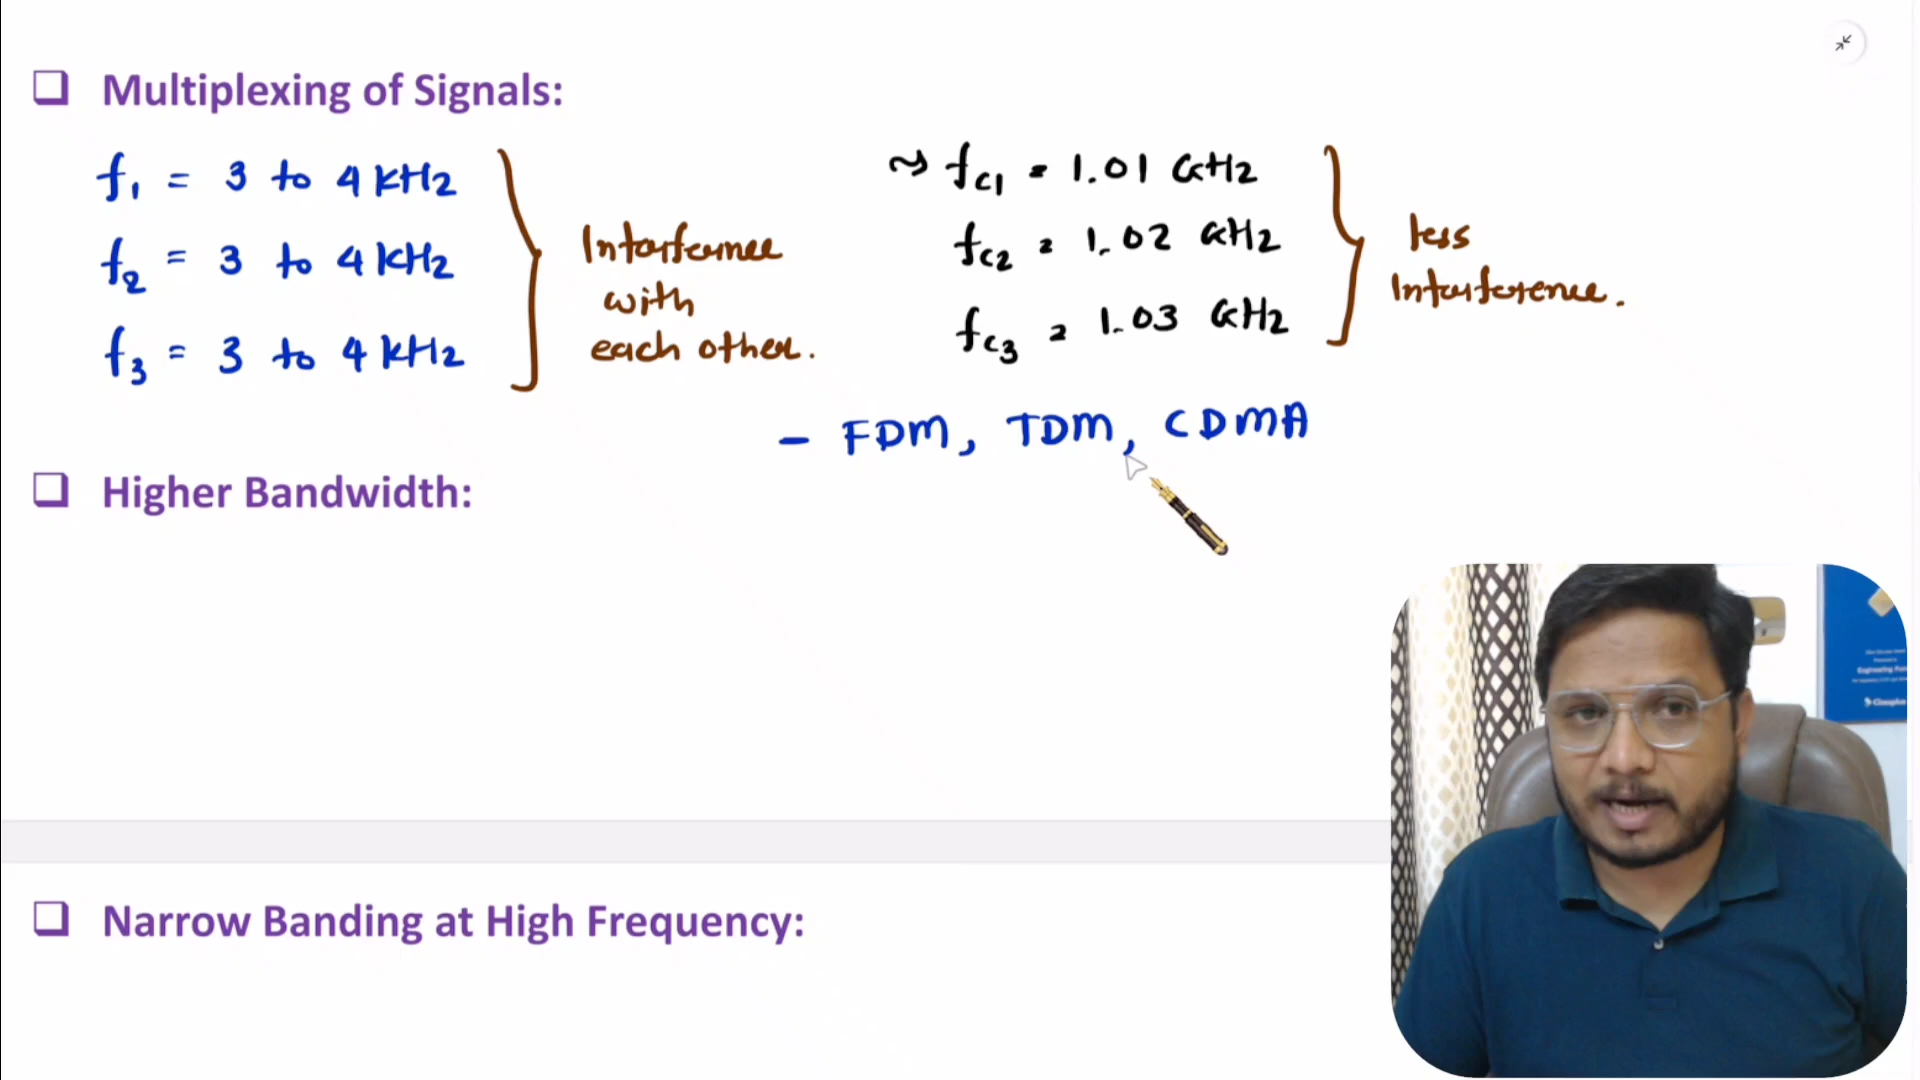 Multiplexing of Signals:
f1 = 3 to 4 kHz
f2 = 3 to 4 kHz
f3 = 3 to 4 kHz
Interference
with
each other.
fc1 = 1.01 GHz
fc2 = 1.02 GHz
fc3 = 1.03 GHz
less
Interference.
- FDM, TDM, CDMA
Higher Bandwidth:
Narrow Banding at High Frequency: